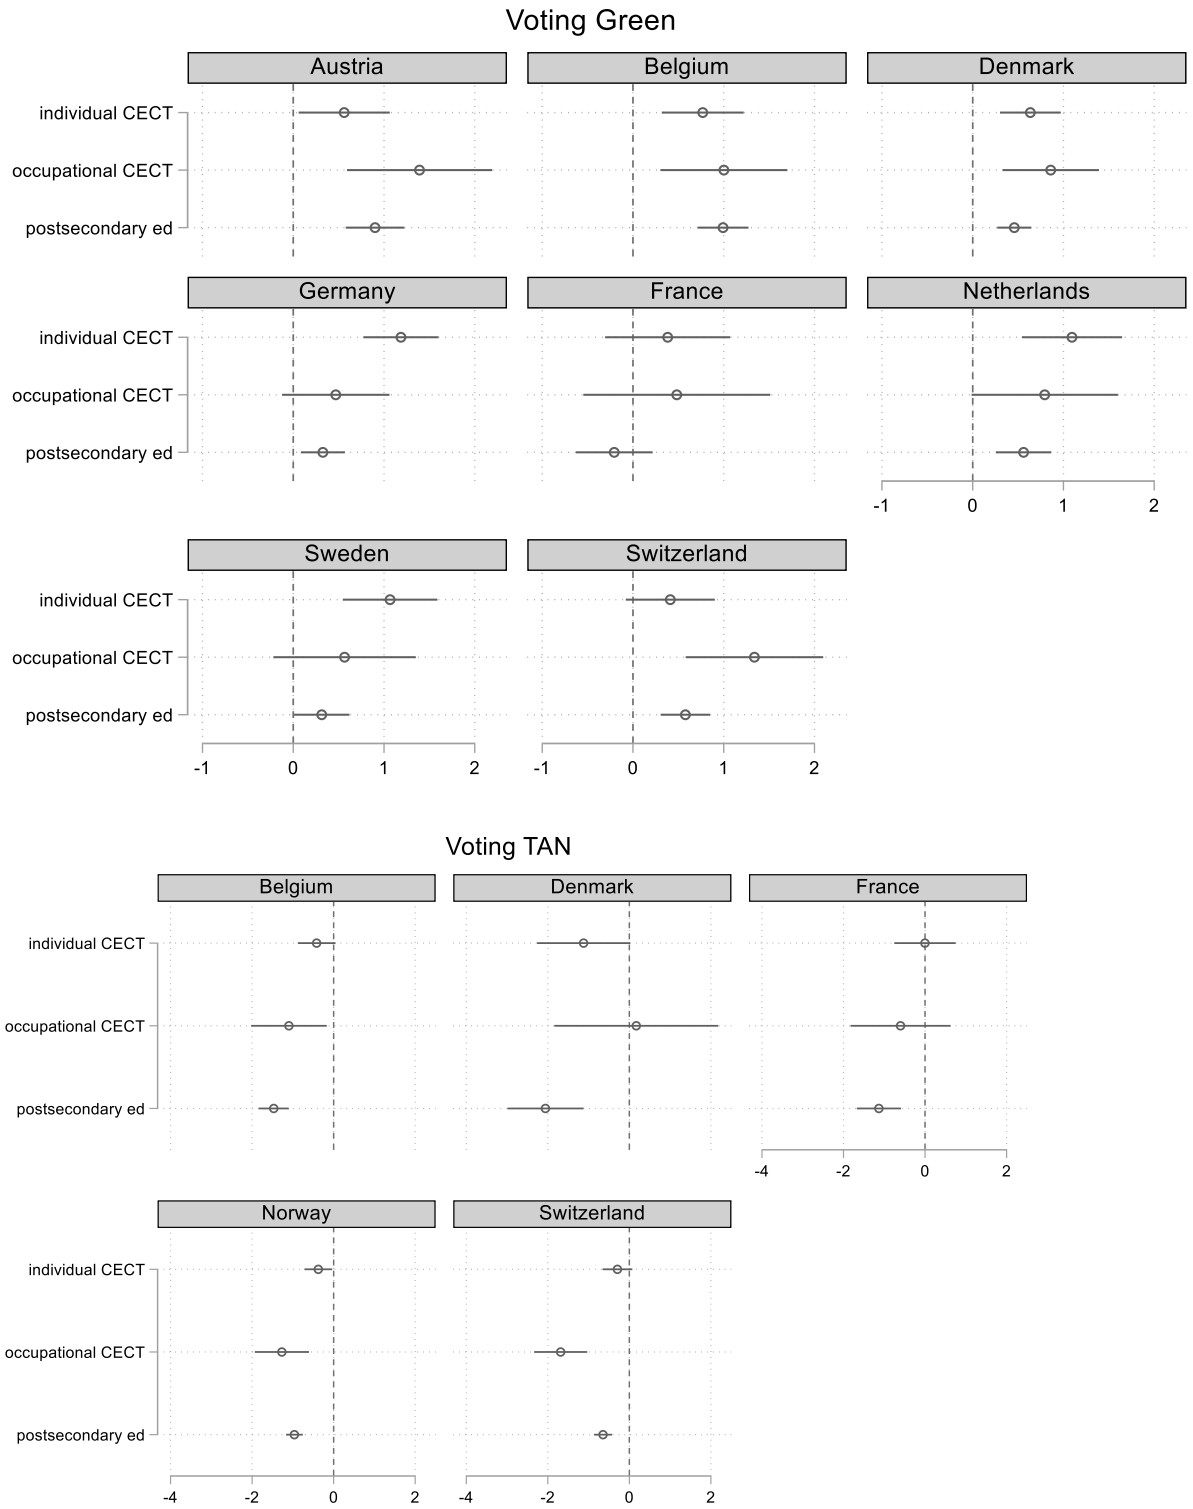 Voting Green
Austria Belgium Denmark
individual CECT
occupational CECT
postsecondary ed
Germany France Netherlands
individual CECT
occupational CECT
postsecondary ed
-1 0 1 2
Sweden Switzerland
individual CECT
occupational CECT
postsecondary ed
-1 0 1 2 -1 0 1 2
Voting TAN
Belgium Denmark France
individual CECT
occupational CECT
postsecondary ed
-4 -2 0 2
Norway Switzerland
individual CECT
occupational CECT
postsecondary ed
-4 -2 0 2 -4 -2 0 2